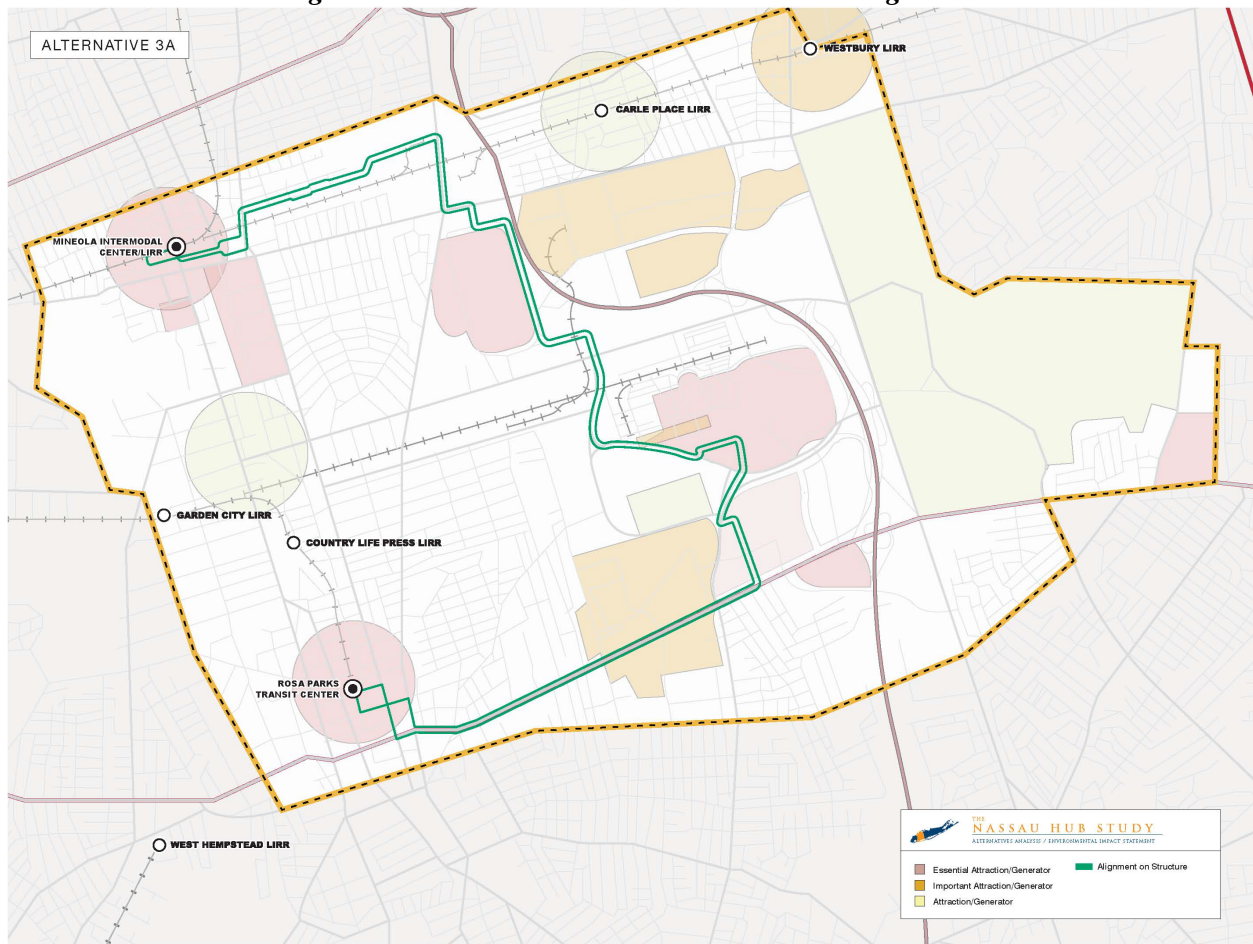 ALTERNATIVE 3A
WESTBURY LIRR
CARLE PLACE LIRR
MINEOLA INTERMODAL
CENTER/LIRR
GARDEN CITY LIRR
COUNTRY LIFE PRESS LIRR
ROSA PARKS
TRANSIT CENTER
WEST HEMPSTEAD LIRR
THE
NASSAU HUB STUDY
ALTERNATIVES ANALYSIS / ENVIRONMENTAL IMPACT STATEMENT
Essential Attraction/Generator
Important Attraction/Generator
Attraction/Generator
Alignment on Structure